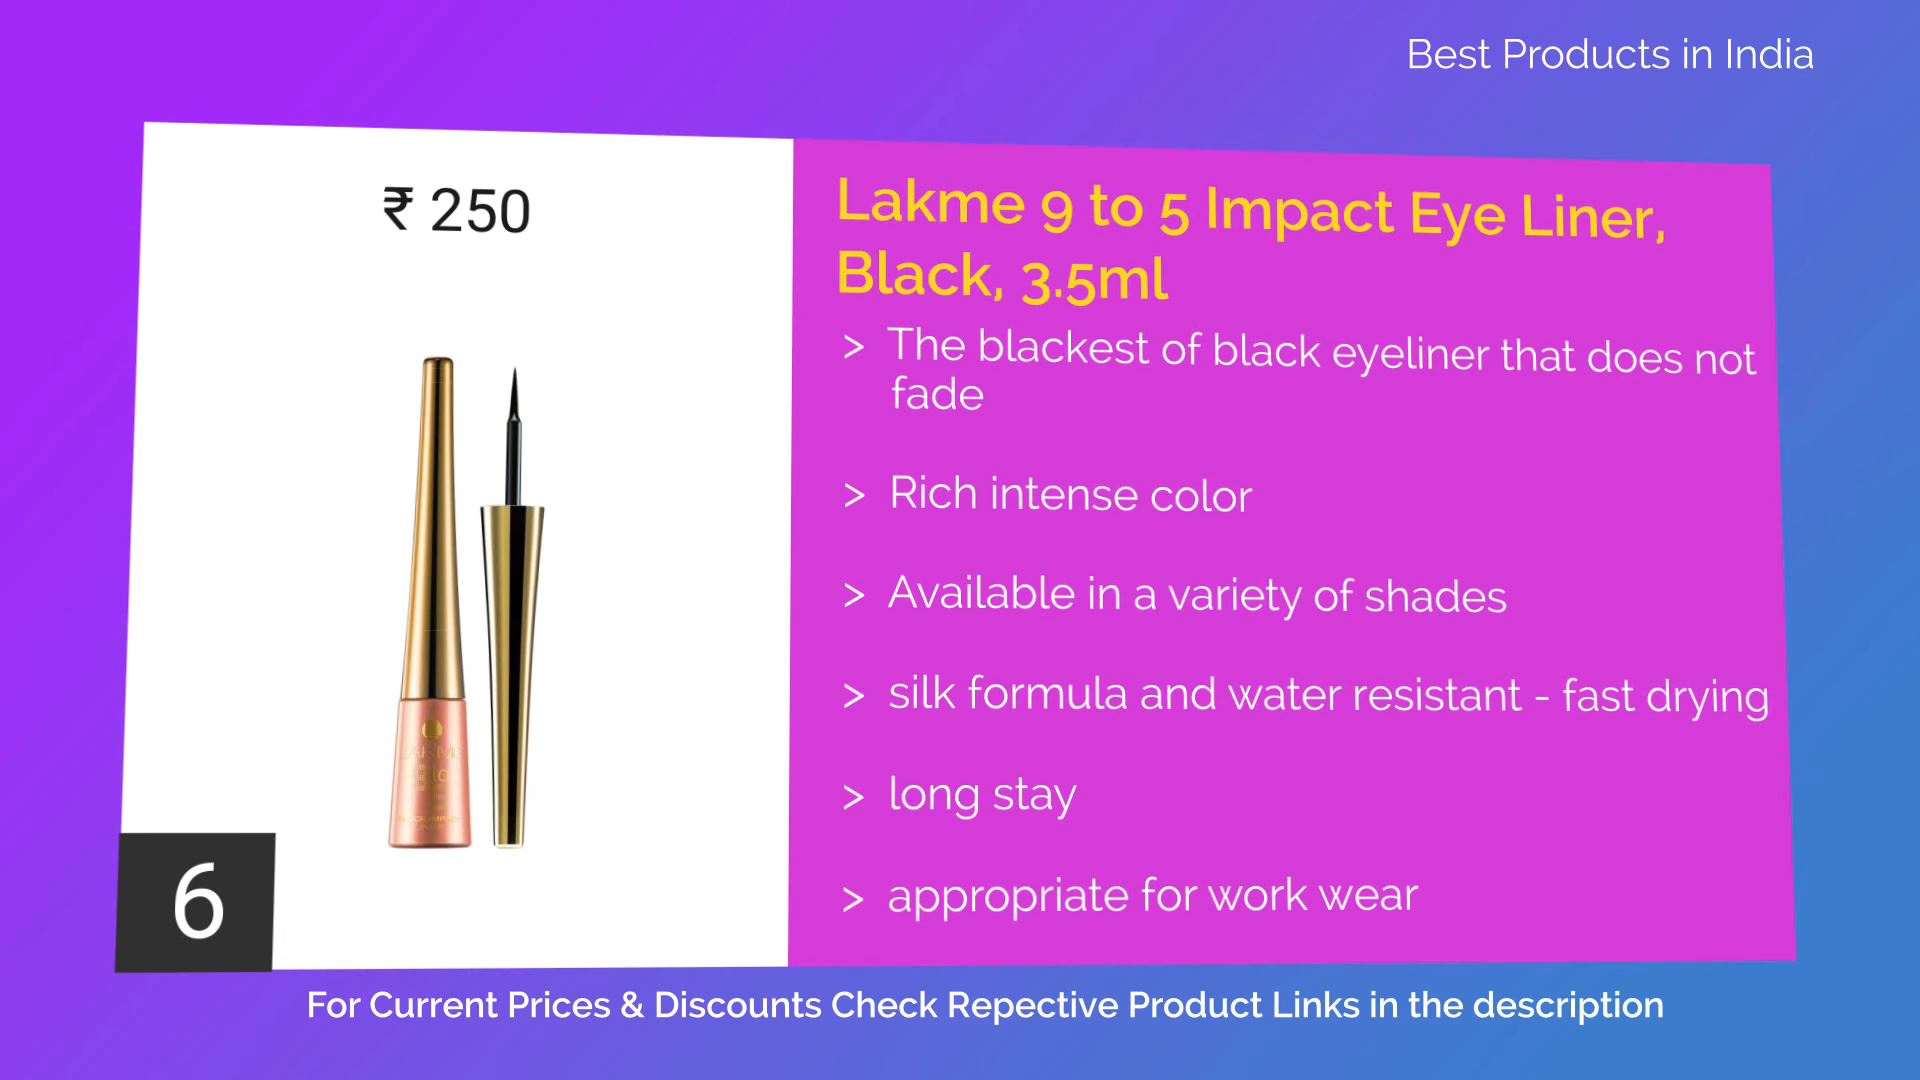 Best Products in India
₹ 250
Lakme 9 to 5 Impact Eye Liner,
Black, 3.5ml
> The blackest of black eyeliner that does not
fade
> Rich intense color
> Available in a variety of shades
> silk formula and water resistant - fast drying
> long stay
> appropriate for work wear
6
For Current Prices & Discounts Check Repective Product Links in the description